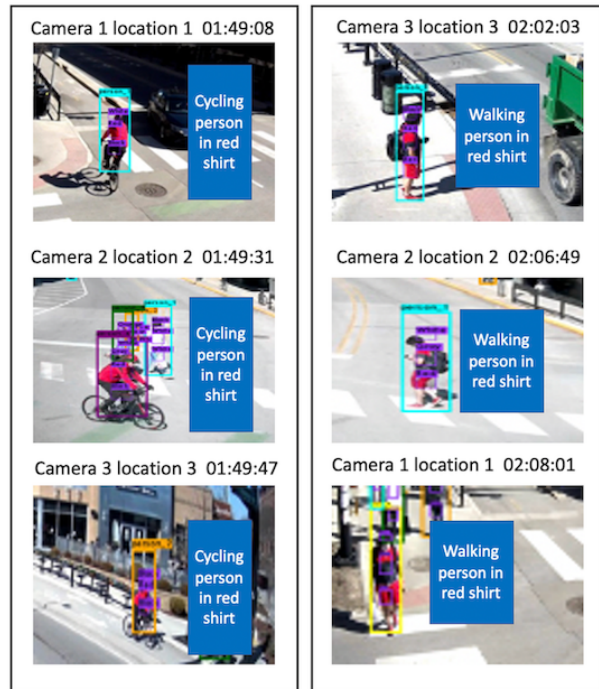 Camera 1 location 1  01:49:08
Cycling
person
in red
shirt
Camera 2 location 2  01:49:31
Cycling
person
in red
shirt
Camera 3 location 3  01:49:47
Cycling
person
in red
shirt
Camera 3 location 3  02:02:03
Walking
person in
red shirt
Camera 2 location 2  02:06:49
Walking
person in
red shirt
Camera 1 location 1  02:08:01
Walking
person in
red shirt